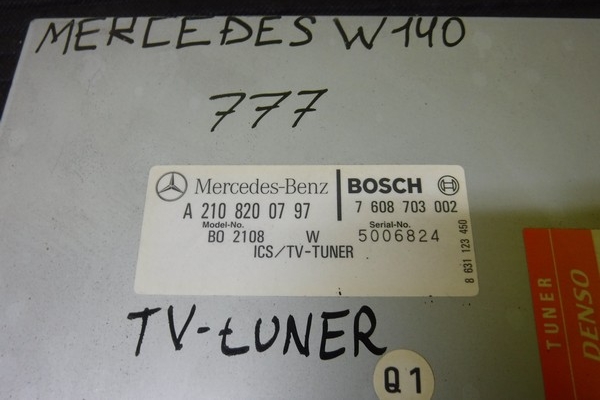 MERCEDES W140
777
Mercedes-Benz BOSCH
A 210 820 07 97 7 608 703 002
Model-No. Serial-No.
BO 2108 W 5006824
ICS/TV-TUNER
8 631 123 450
TV-tUNER
Q1
TUNER
DENSO